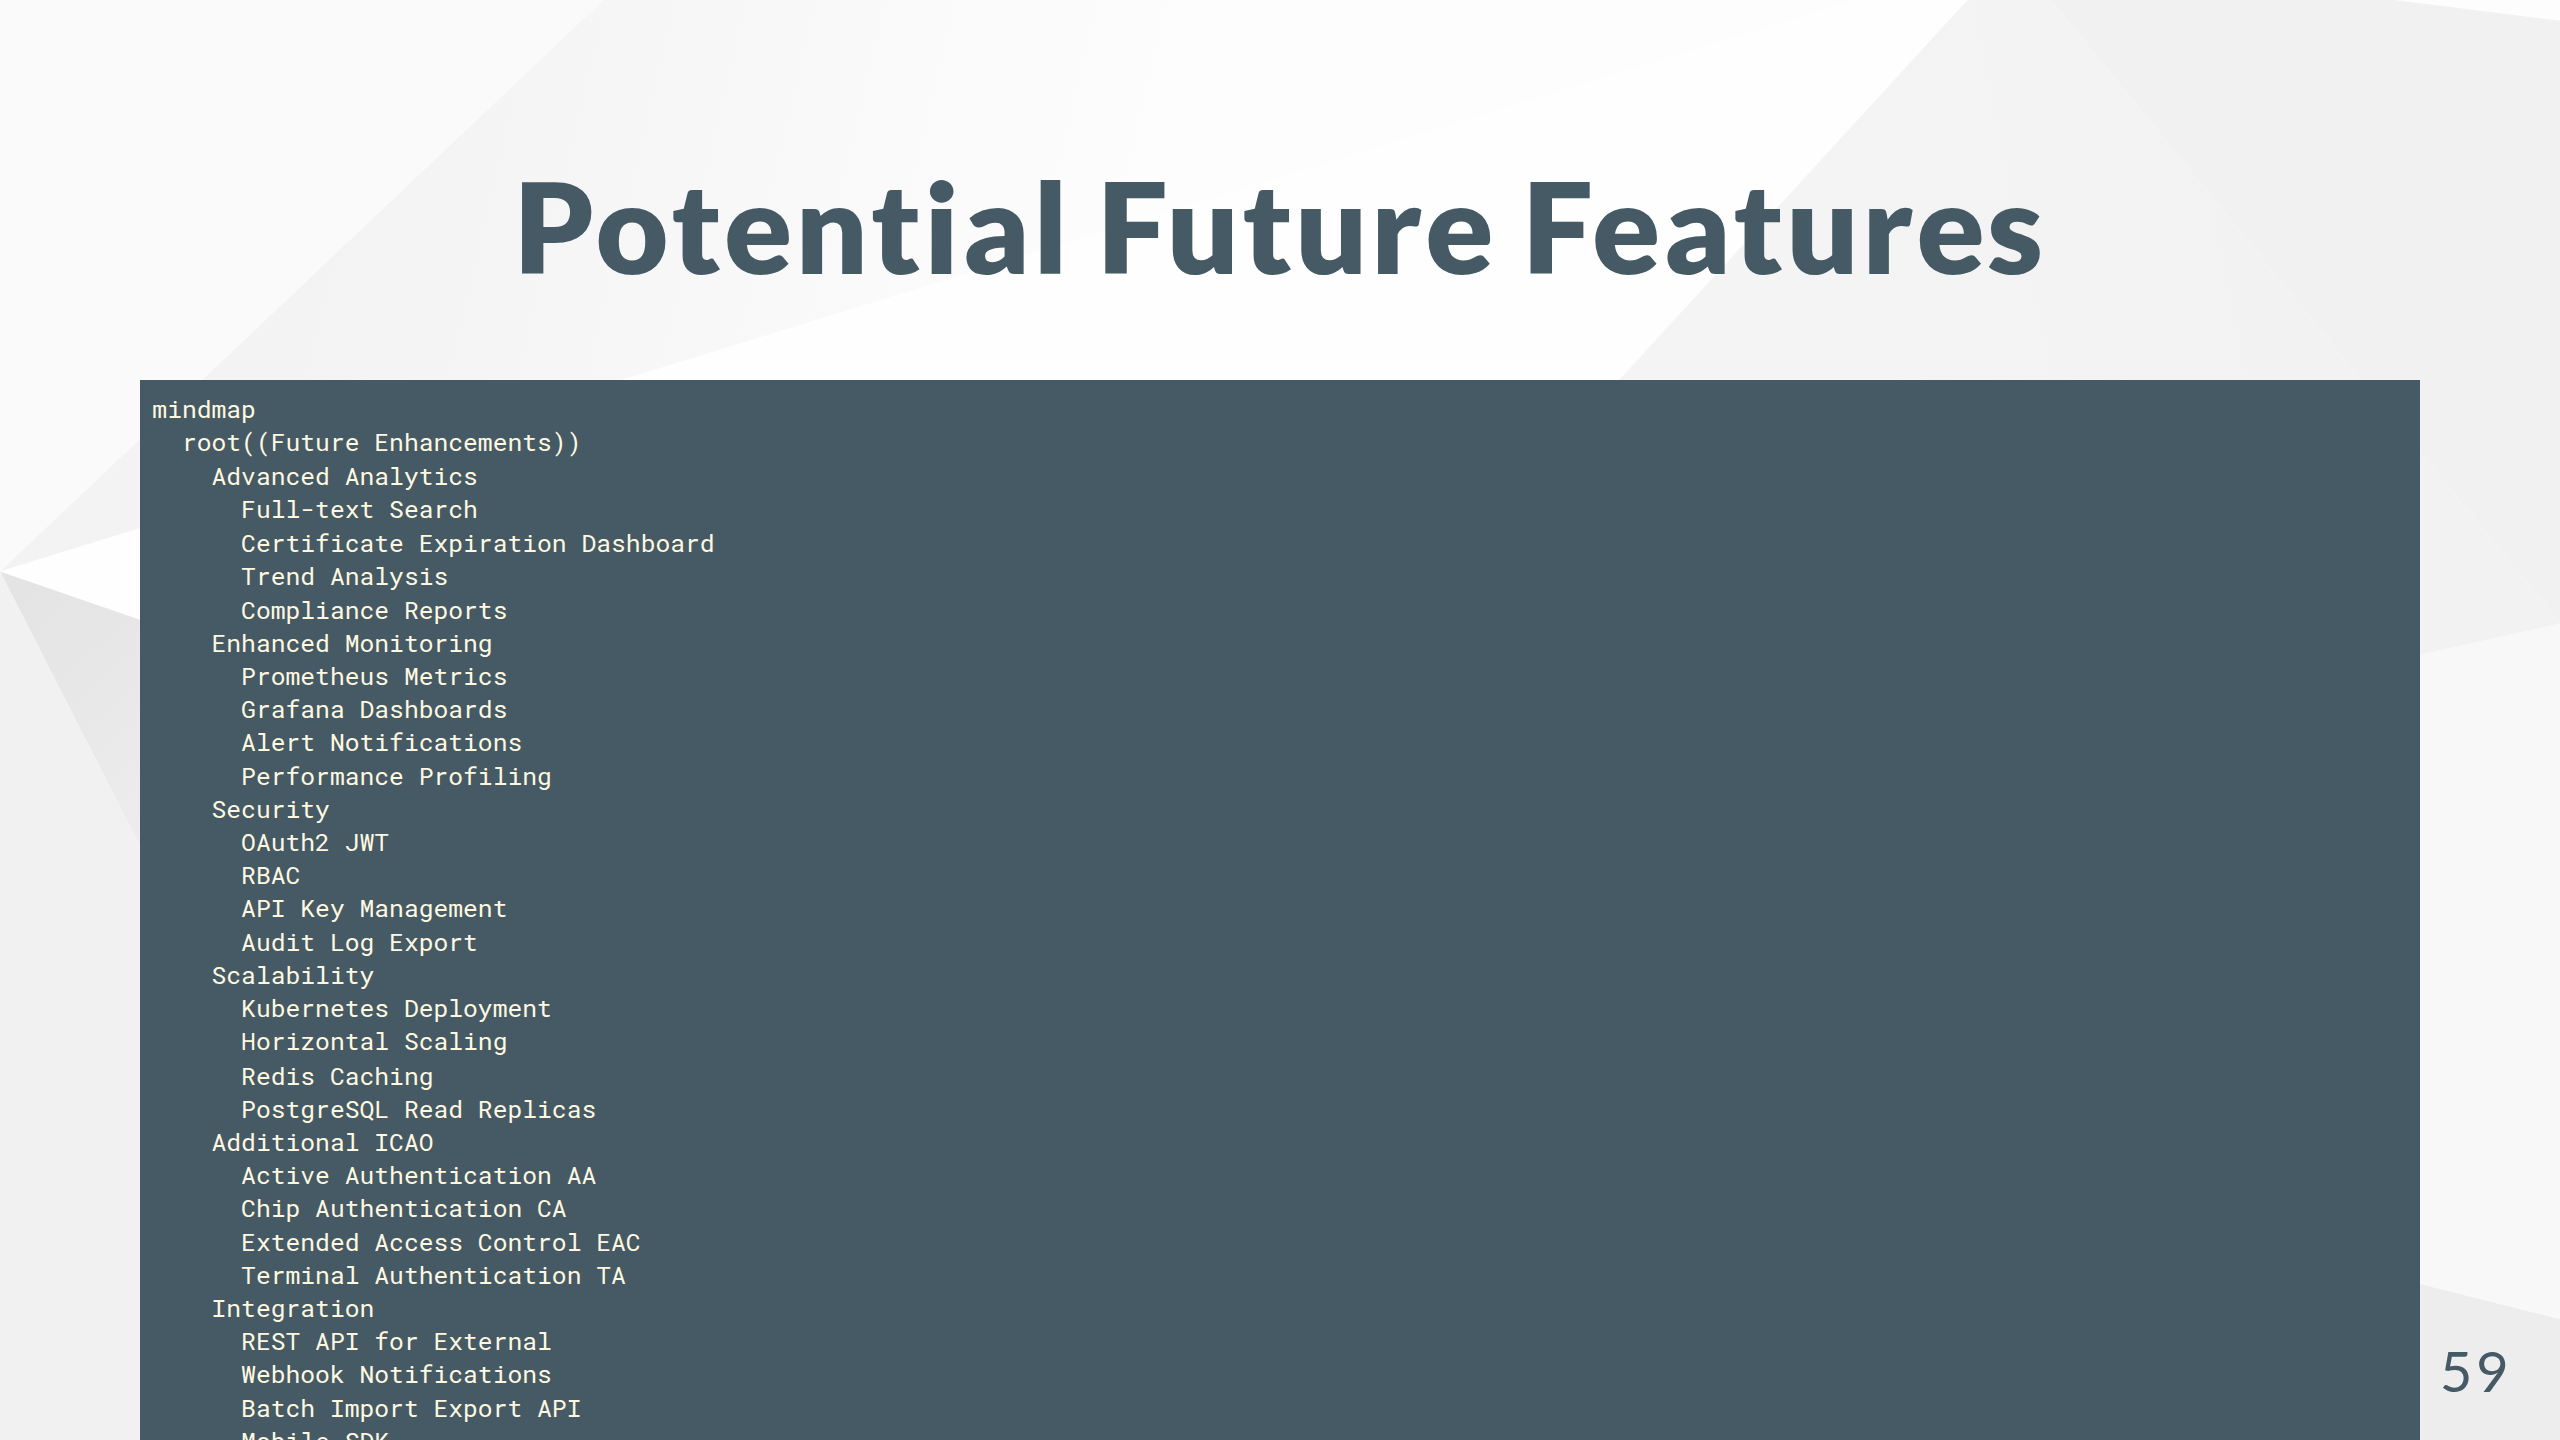 Potential Future Features
mindmap
  root((Future Enhancements))
    Advanced Analytics
      Full-text Search
      Certificate Expiration Dashboard
      Trend Analysis
      Compliance Reports
    Enhanced Monitoring
      Prometheus Metrics
      Grafana Dashboards
      Alert Notifications
      Performance Profiling
    Security
      OAuth2 JWT
      RBAC
      API Key Management
      Audit Log Export
    Scalability
      Kubernetes Deployment
      Horizontal Scaling
      Redis Caching
      PostgreSQL Read Replicas
    Additional ICAO
      Active Authentication AA
      Chip Authentication CA
      Extended Access Control EAC
      Terminal Authentication TA
    Integration
      REST API for External
      Webhook Notifications
      Batch Import Export API
      Mobile SDK
59